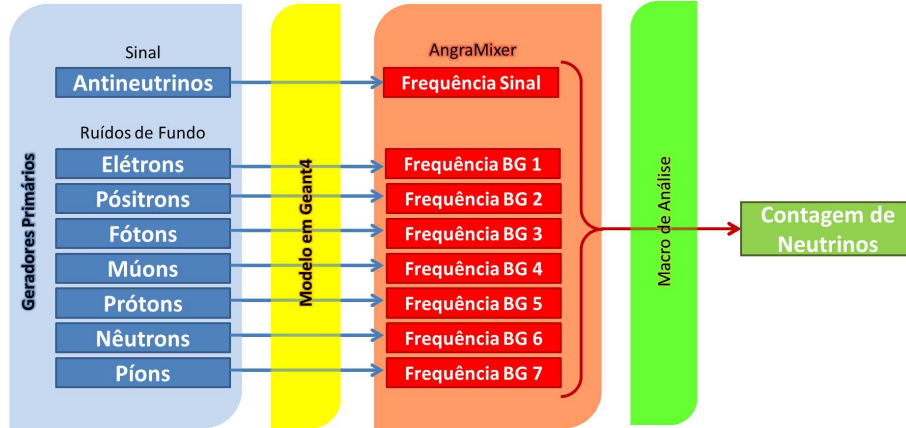 Geradores Primários
Sinal
Antineutrinos
Ruídos de Fundo
Elétrons
Pósitrons
Fótons
Múons
Prótons
Nêutrons
Píons
Modelo em Geant4
AngraMixer
Frequência Sinal
Frequência BG 1
Frequência BG 2
Frequência BG 3
Frequência BG 4
Frequência BG 5
Frequência BG 6
Frequência BG 7
Macro de Análise
Contagem de
Neutrinos